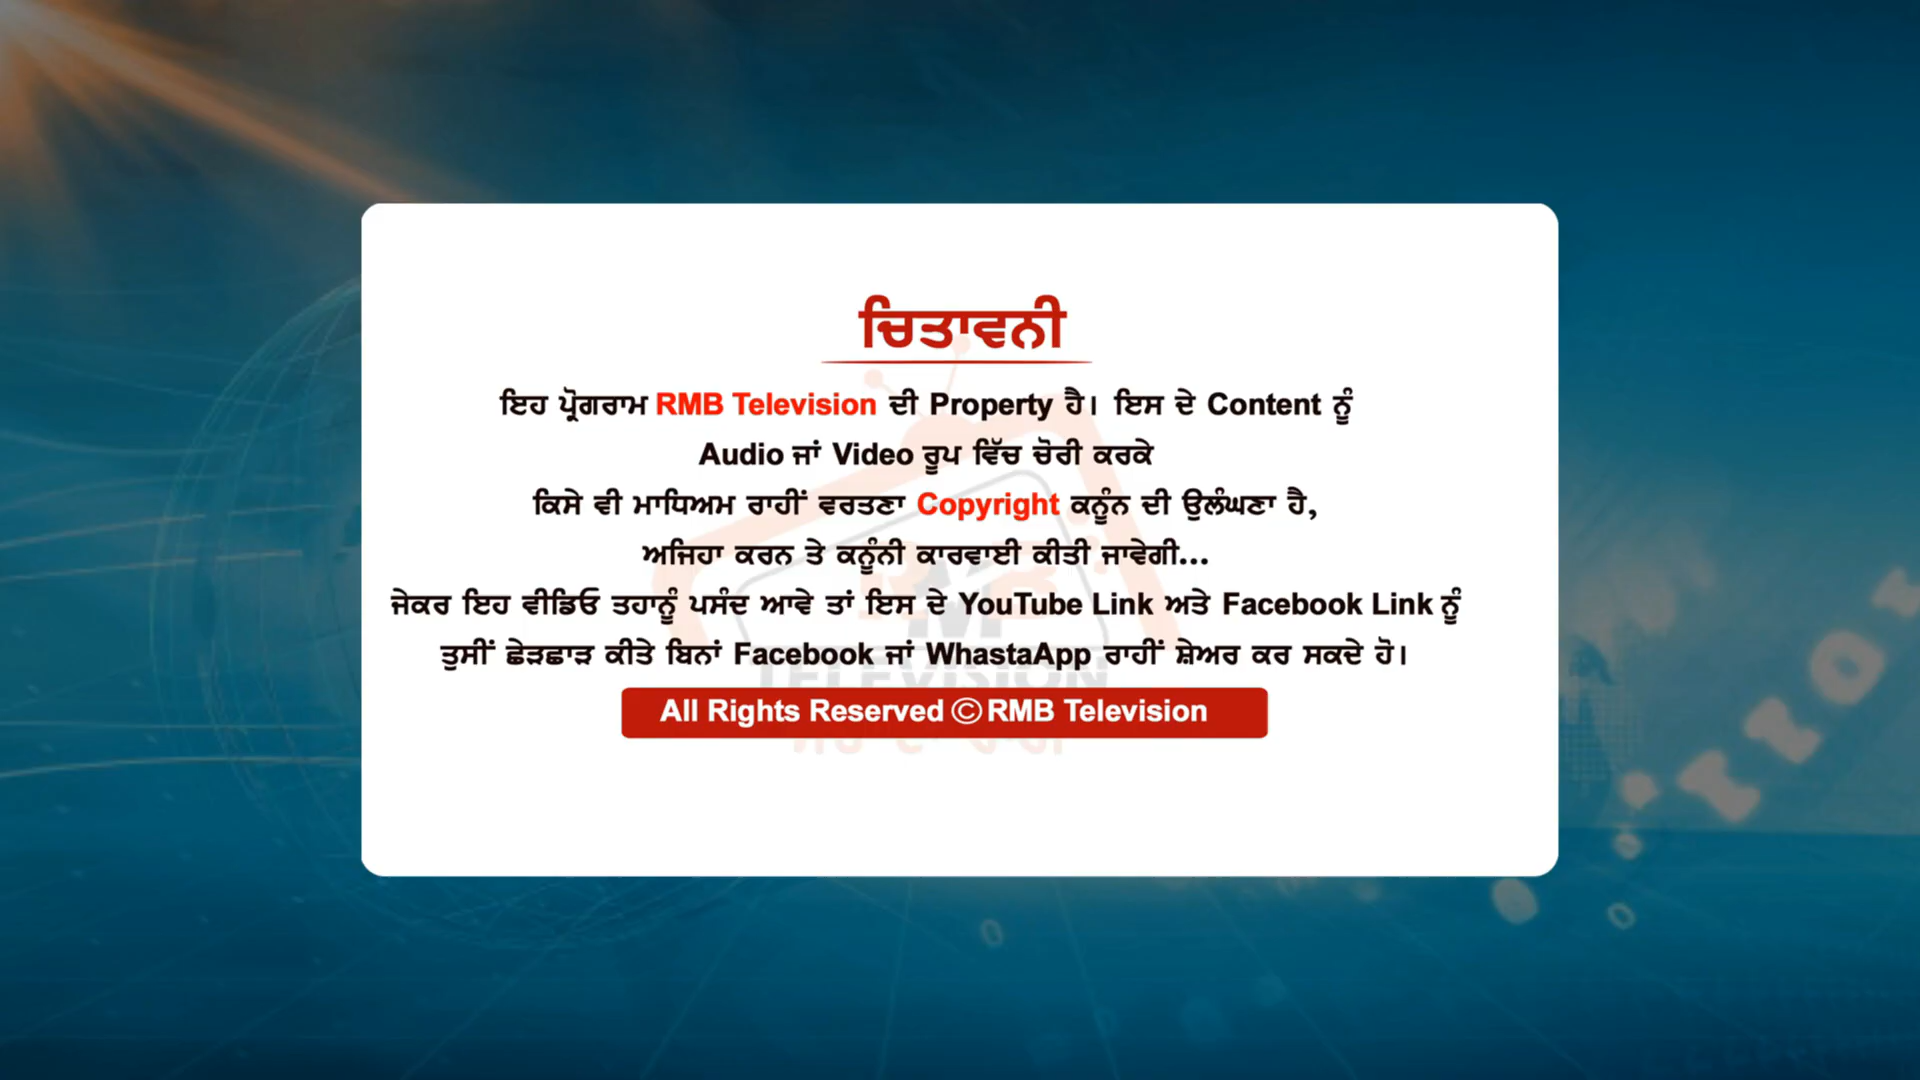 ਚਿਤਾਵਨੀ
ਇਹ ਪ੍ਰੋਗਰਾਮ RMB Television ਦੀ Property ਹੈ। ਇਸ ਦੇ Content ਨੂੰ
Audio ਜਾਂ Video ਰੂਪ ਵਿੱਚ ਚੋਰੀ ਕਰਕੇ
ਕਿਸੇ ਵੀ ਮਾਧਿਅਮ ਰਾਹੀਂ ਵਰਤਣਾ Copyright ਕਨੂੰਨ ਦੀ ਉਲੰਘਣਾ ਹੈ,
ਅਜਿਹਾ ਕਰਨ ਤੇ ਕਨੂੰਨੀ ਕਾਰਵਾਈ ਕੀਤੀ ਜਾਵੇਗੀ...
ਜੇਕਰ ਇਹ ਵੀਡਿਓ ਤਹਾਨੂੰ ਪਸੰਦ ਆਵੇ ਤਾਂ ਇਸ ਦੇ YouTube Link ਅਤੇ Facebook Link ਨੂੰ
ਤੁਸੀਂ ਛੇੜਛਾੜ ਕੀਤੇ ਬਿਨਾਂ Facebook ਜਾਂ WhastaApp ਰਾਹੀਂ ਸ਼ੇਅਰ ਕਰ ਸਕਦੇ ਹੋ।
TELEVISION
All Rights Reserved © RMB Television